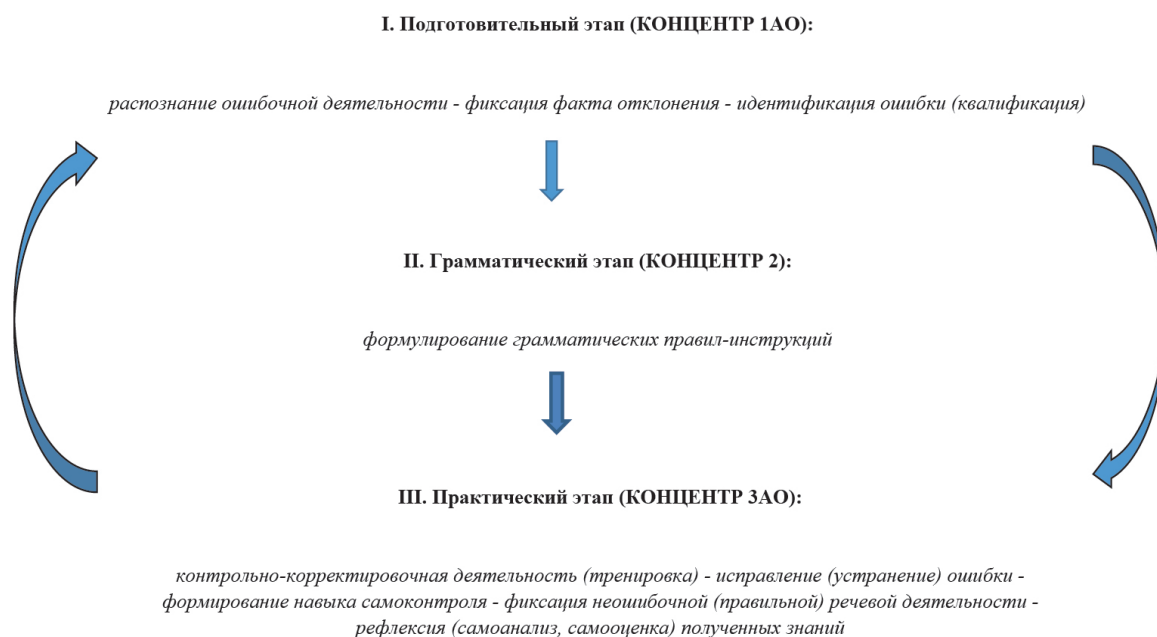 I. Подготовительный этап (КОНЦЕНТР 1АО):
распознание ошибочной деятельности - фиксация факта отклонения - идентификация ошибки (квалификация)
II. Грамматический этап (КОНЦЕНТР 2):
формулирование грамматических правил-инструкций
III. Практический этап (КОНЦЕНТР 3АО):
контрольно-корректировочная деятельность (тренировка) - исправление (устранение) ошибки -
формирование навыка самоконтроля - фиксация неошибочной (правильной) речевой деятельности -
рефлексия (самоанализ, самооценка) полученных знаний